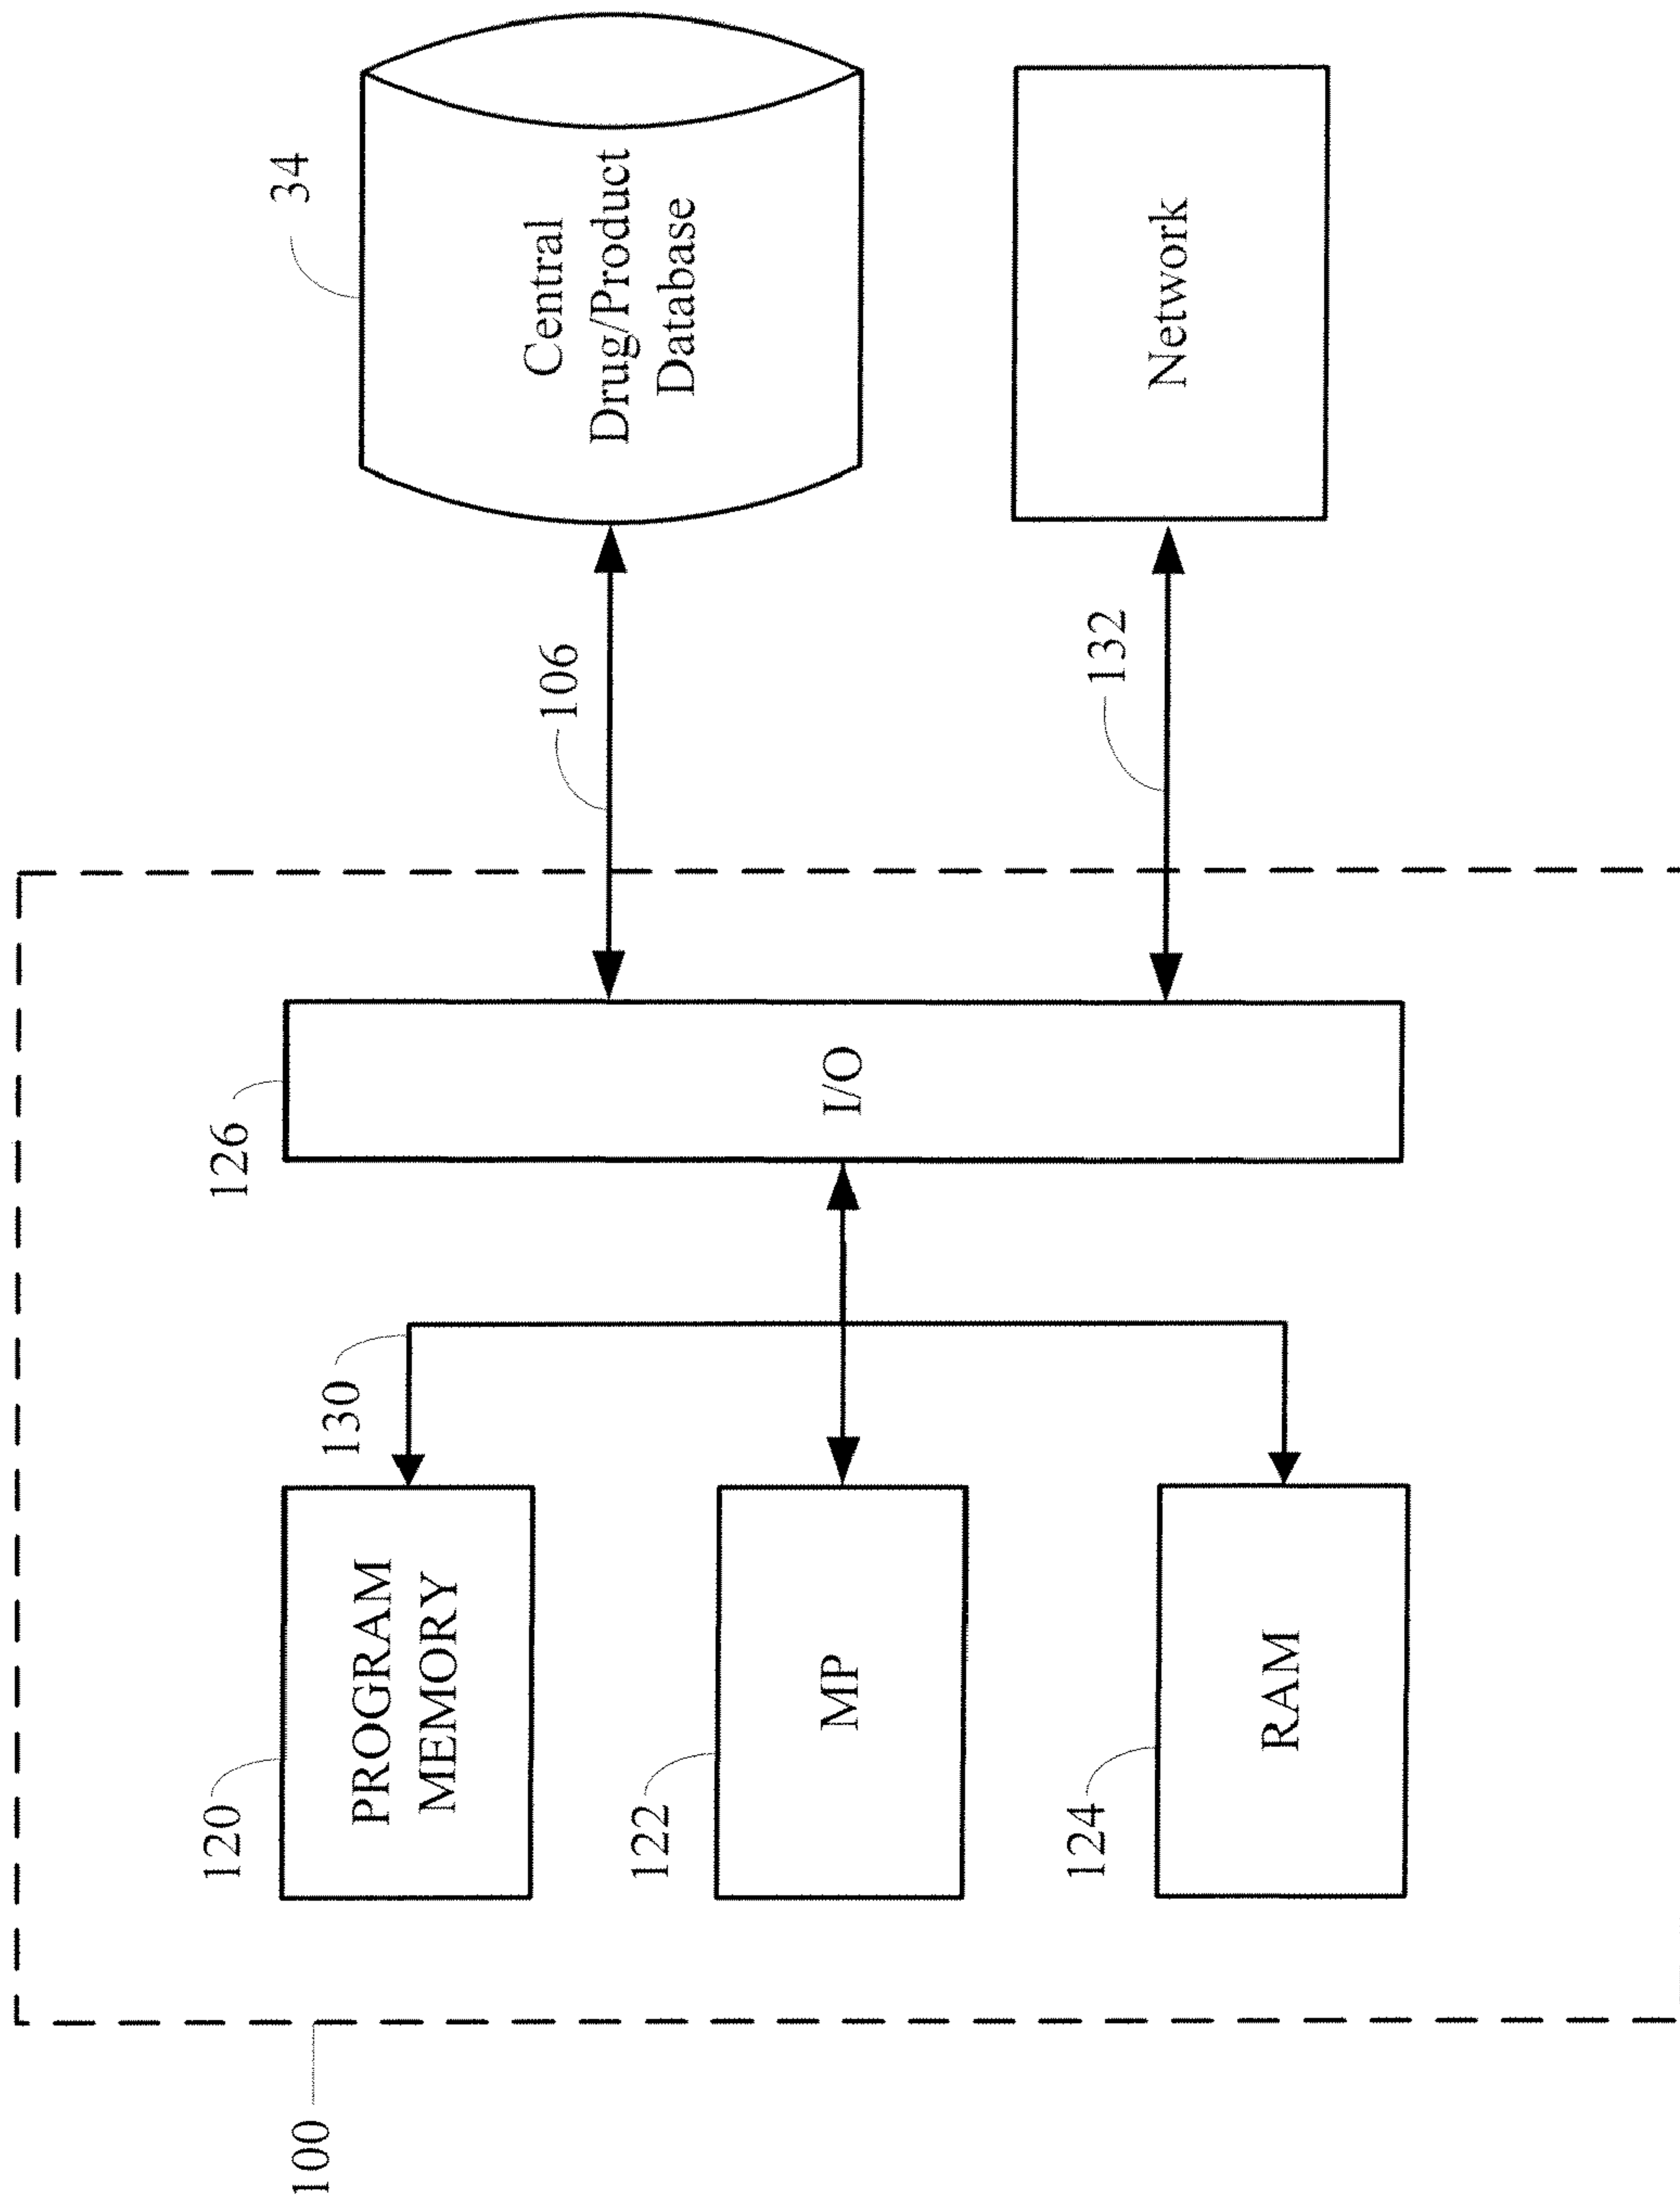 100
120
PROGRAM
MEMORY
130
126
I/O
122
MP
124
RAM
106
34
Central
Drug/Product
Database
132
Network